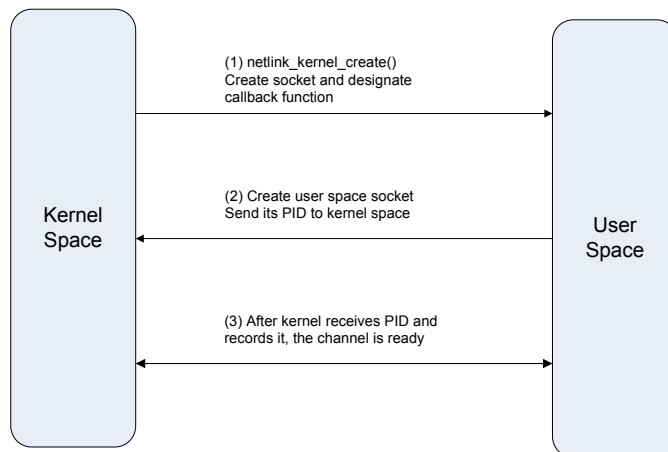 (1) netlink_kernel_create()
Create socket and designate
callback function
Kernel
Space
(2) Create user space socket
Send its PID to kernel space
User
Space
(3) After kernel receives PID and
records it, the channel is ready